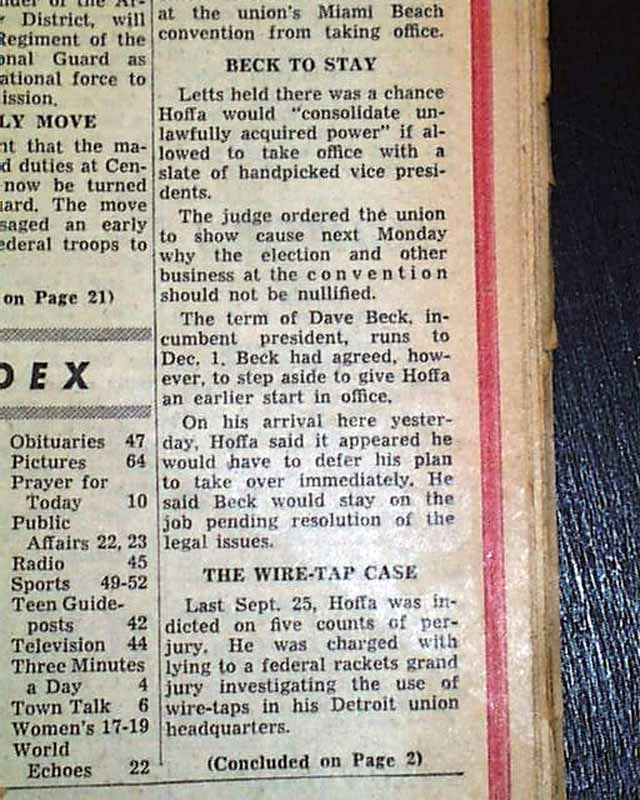 der of the Ar-
District, will
Regiment of the
onal Guard as
ational force to
ission.
LY MOVE
nt that the ma-
d duties at Cen-
now be turned
uard. The move
saged an early
ederal troops to
on Page 21)
DEX
Obituaries 47
Pictures 64
Prayer for
Today 10
Public
Affairs 22, 23
Radio 45
Sports 49-52
Teen Guide-
posts 42
Television 44
Three Minutes
a Day 4
Town Talk 6
Women's 17-19
World
Echoes 22
at the union's Miami Beach
convention from taking office.
BECK TO STAY
Letts held there was a chance
Hoffa would "consolidate un-
lawfully acquired power" if al-
lowed to take office with a
slate of handpicked vice presi-
dents.
The judge ordered the union
to show cause next Monday
why the election and other
business at the convention
should not be nullified.
The term of Dave Beck, in-
cumbent president, runs to
Dec. 1. Beck had agreed, how-
ever, to step aside to give Hoffa
an earlier start in office.
On his arrival here yester-
day, Hoffa said it appeared he
would have to defer his plan
to take over immediately. He
said Beck would stay on the
job pending resolution of the
legal issues.
THE WIRE-TAP CASE
Last Sept. 25, Hoffa was in-
dicted on five counts of per-
jury. He was charged with
lying to a federal rackets grand
jury investigating the use of
wire-taps in his Detroit union
headquarters.
(Concluded on Page 2)